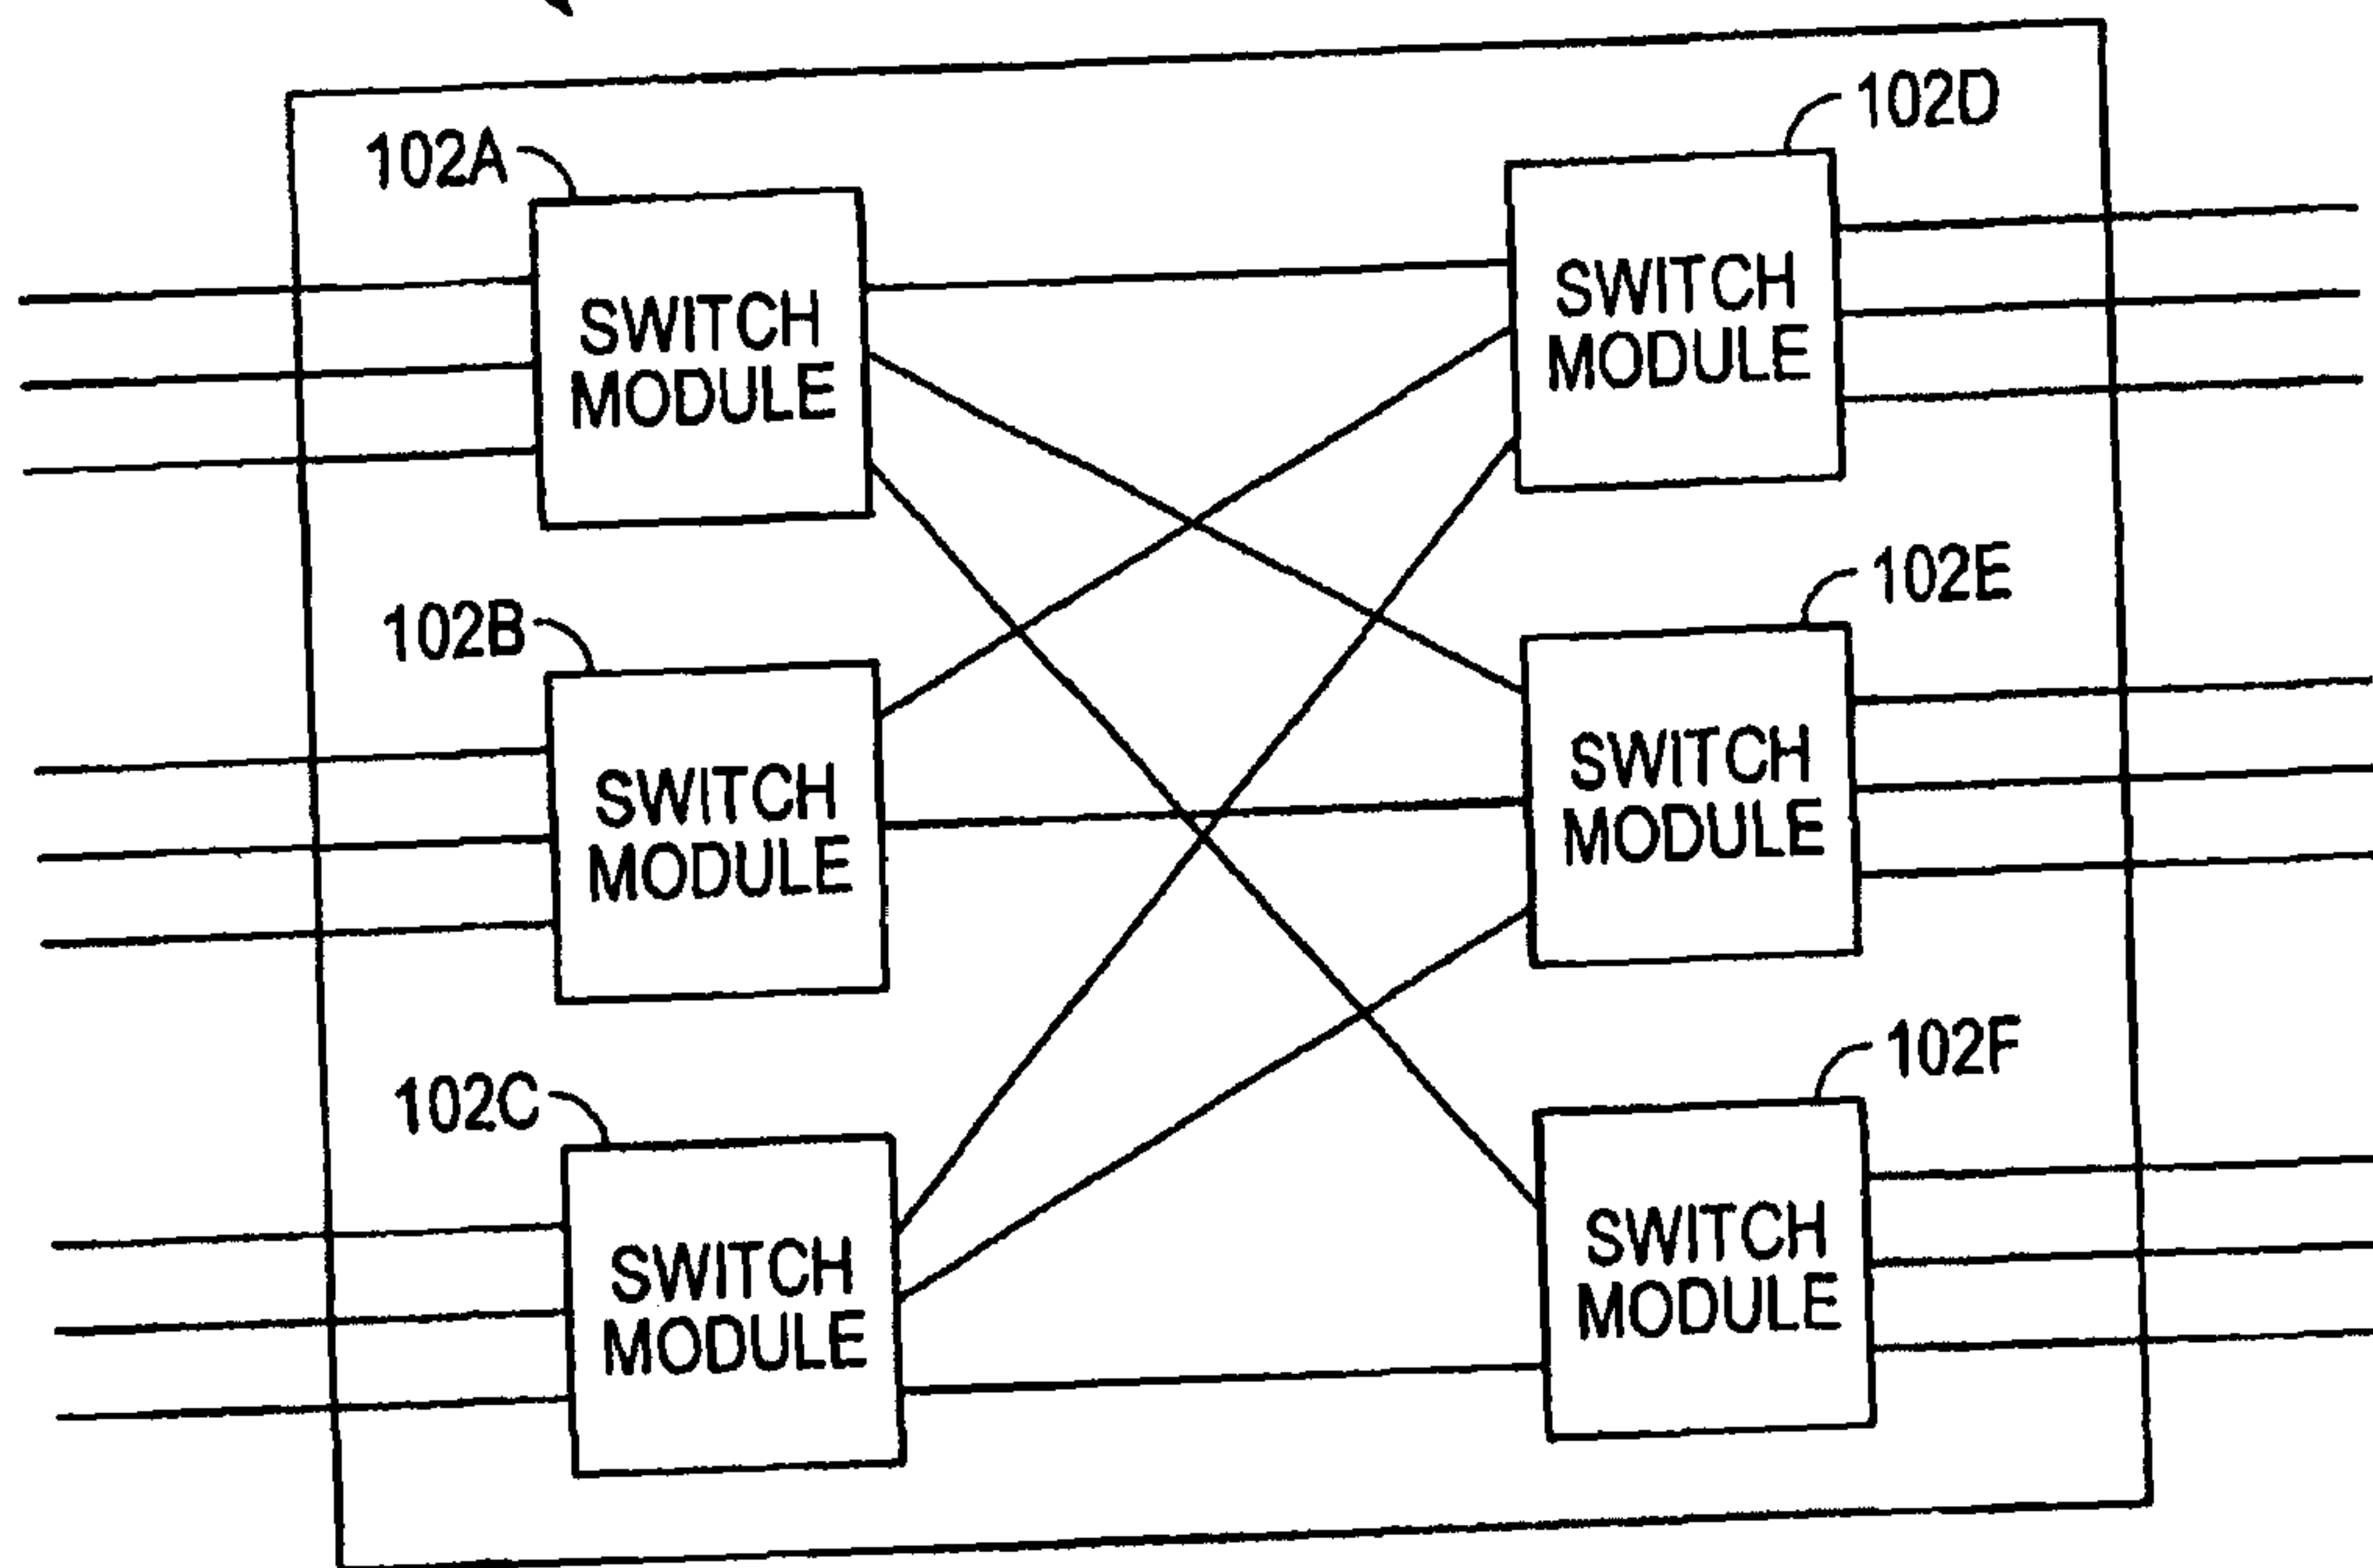 102A
SWITCH
MODULE
102D
SWITCH
MODULE
102B
SWITCH
MODULE
102E
SWITCH
MODULE
102C
SWITCH
MODULE
102F
SWITCH
MODULE